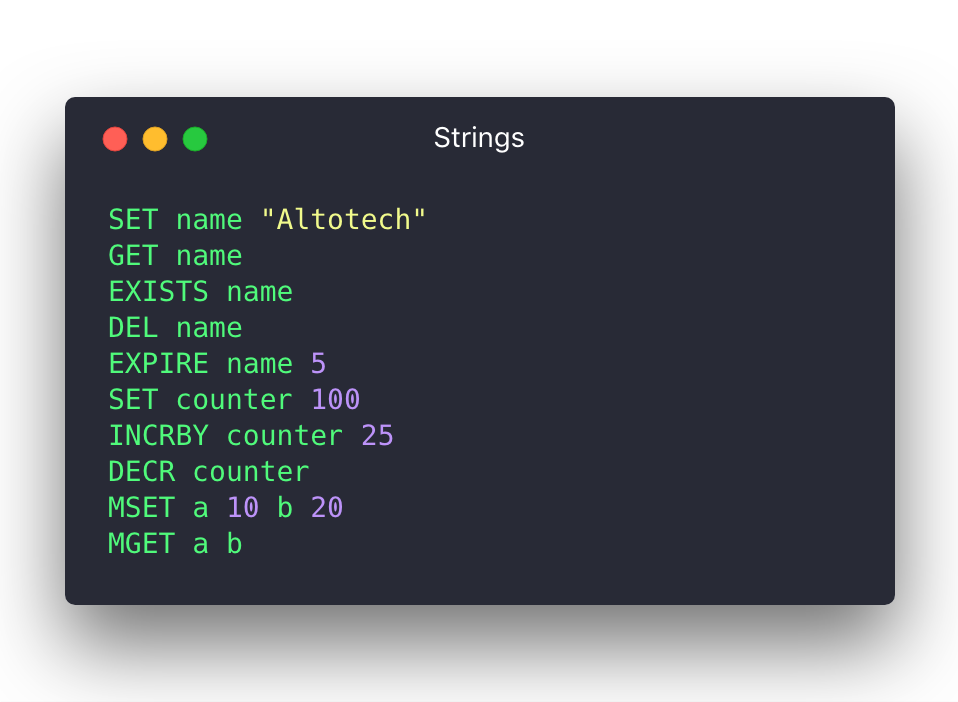 Strings
SET name "Altotech"
GET name
EXISTS name
DEL name
EXPIRE name 5
SET counter 100
INCRBY counter 25
DECR counter
MSET a 10 b 20
MGET a b